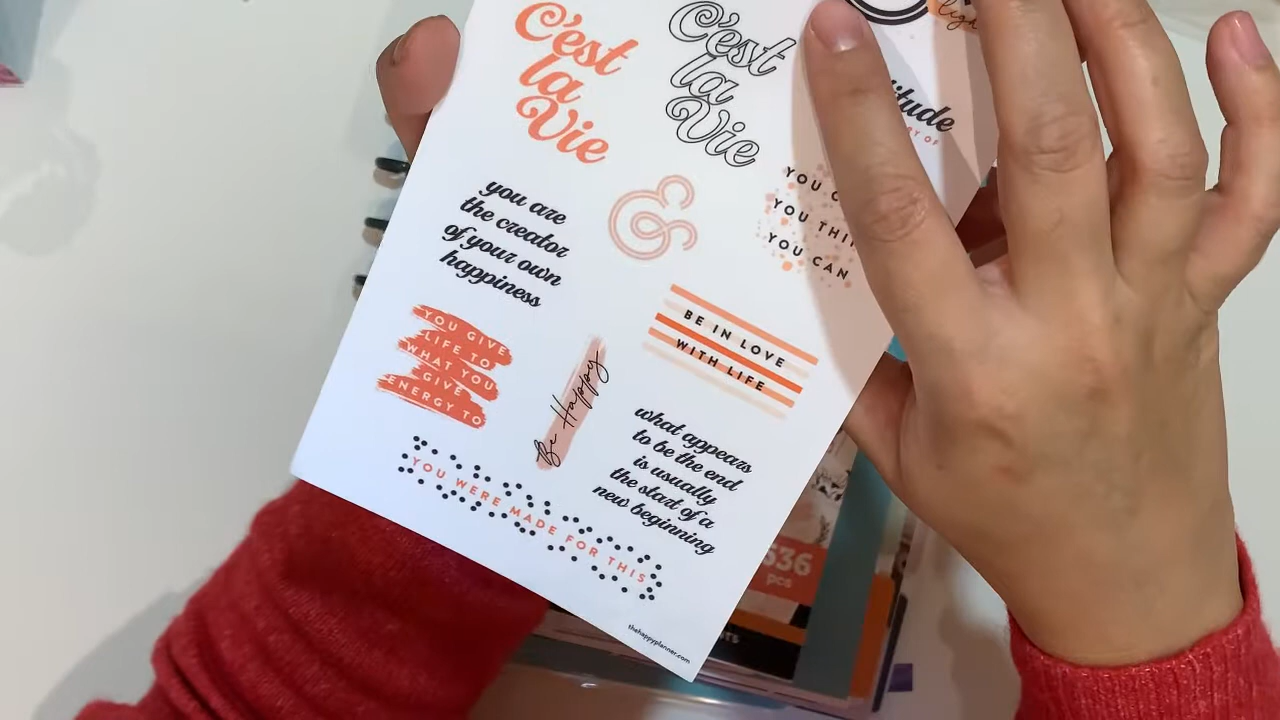 C'est
la
Vie
C'est
la
Vie
you are
the creator
of your own
happiness
&
YOU
YOU
YOU CAN
YOU GIVE
LIFE TO
WHAT YOU
GIVE
ENERGY TO
Be Happy
BE IN LOVE
WITH LIFE
what appears
to be the end
is usually
the start of a
new beginning
YOU WERE MADE FOR THIS
thehappyplanner.com
536
pcs